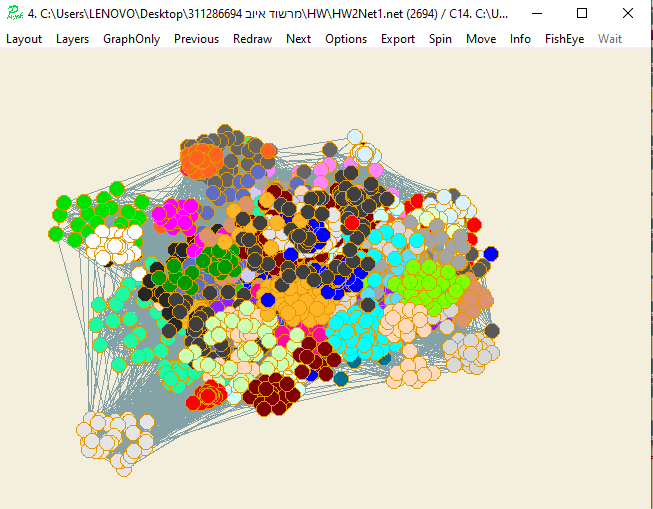 4. C:\Users\LENOVO\Desktop\311286694 מרשוד איוב\HW\HW2Net1.net (2694) / C14. C:\U...
Layout Layers GraphOnly Previous Redraw Next Options Export Spin Move Info FishEye Wait